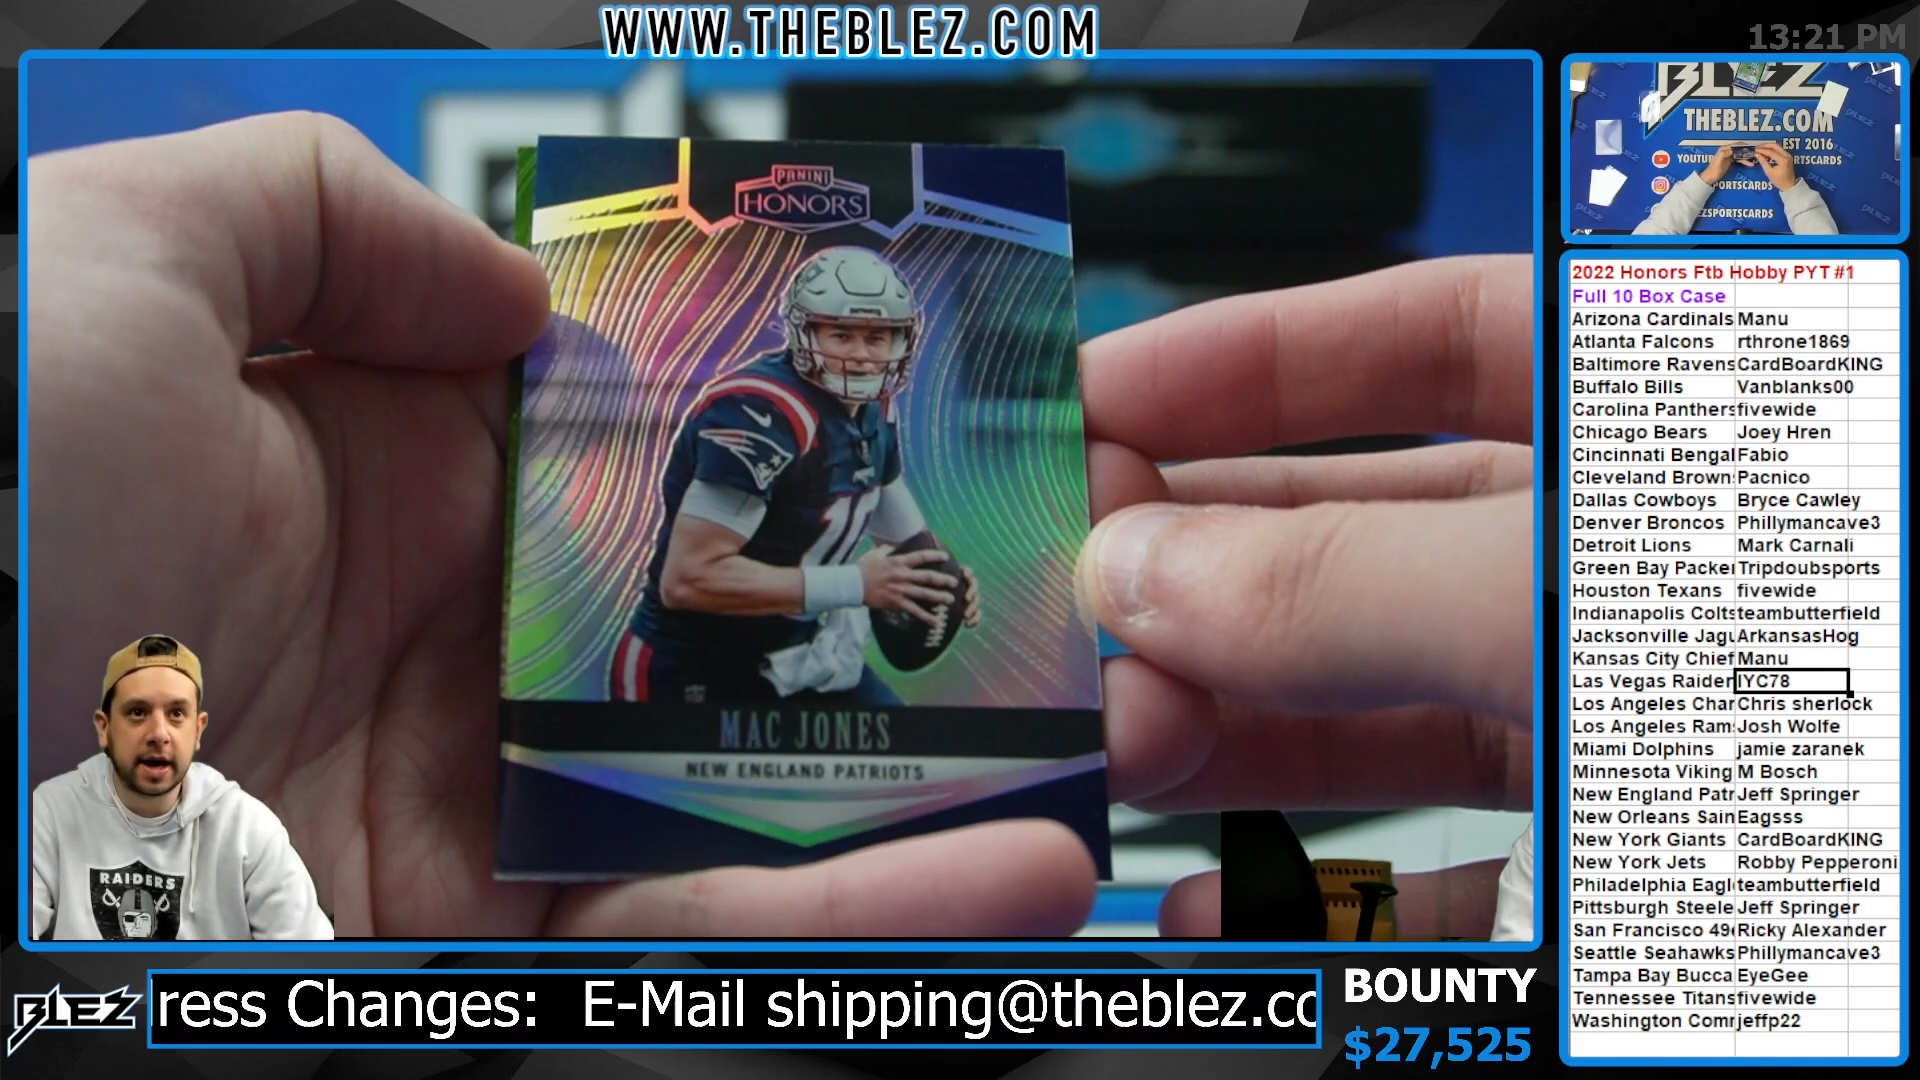 WWW.THEBLEZ.COM
13:21 PM
PANINI
HONORS
MAC JONES
NEW ENGLAND PATRIOTS
RAIDERS
BLEZ
THEBLEZ.COM
EST 2016
2022 Honors Ftb Hobby PYT #1
Full 10 Box Case
Arizona Cardinals Manu
Atlanta Falcons rthrone1869
Baltimore Ravens CardBoardKING
Buffalo Bills Vanblanks00
Carolina Panthers fivewide
Chicago Bears Joey Hren
Cincinnati Bengal Fabio
Cleveland Brown Pacnico
Dallas Cowboys Bryce Cawley
Denver Broncos Phillymancave3
Detroit Lions Mark Carnali
Green Bay Packe Tripdoubsports
Houston Texans fivewide
Indianapolis Colts teambutterfield
Jacksonville Jagu ArkansasHog
Kansas City Chief Manu
Las Vegas Raider IYC78
Los Angeles Char Chris sherlock
Los Angeles Ram Josh Wolfe
Miami Dolphins jamie zaranek
Minnesota Viking M Bosch
New England Patr Jeff Springer
New Orleans Sain Eagsss
New York Giants CardBoardKING
New York Jets Robby Pepperoni
Philadelphia Eagl teambutterfield
Pittsburgh Steele Jeff Springer
San Francisco 49 Ricky Alexander
Seattle Seahawks Phillymancave3
Tampa Bay Bucca EyeGee
Tennessee Titans fivewide
Washington Com jeffp22
BLEZ
ress Changes: E-Mail shipping@theblez.co
BOUNTY
$27,525